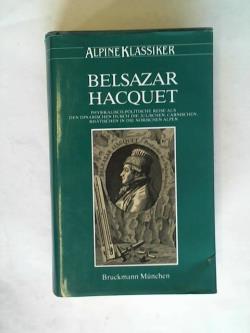 ALPINE KLASSIKER
BELSAZAR
HACQUET
PHYSIKALISCH-POLITISCHE REISE AUS
DEN DINARISCHEN DURCH DIE JULISCHEN, CARNISCHEN,
RHÄTISCHEN IN DIE NORISCHEN ALPEN
Bruckmann München